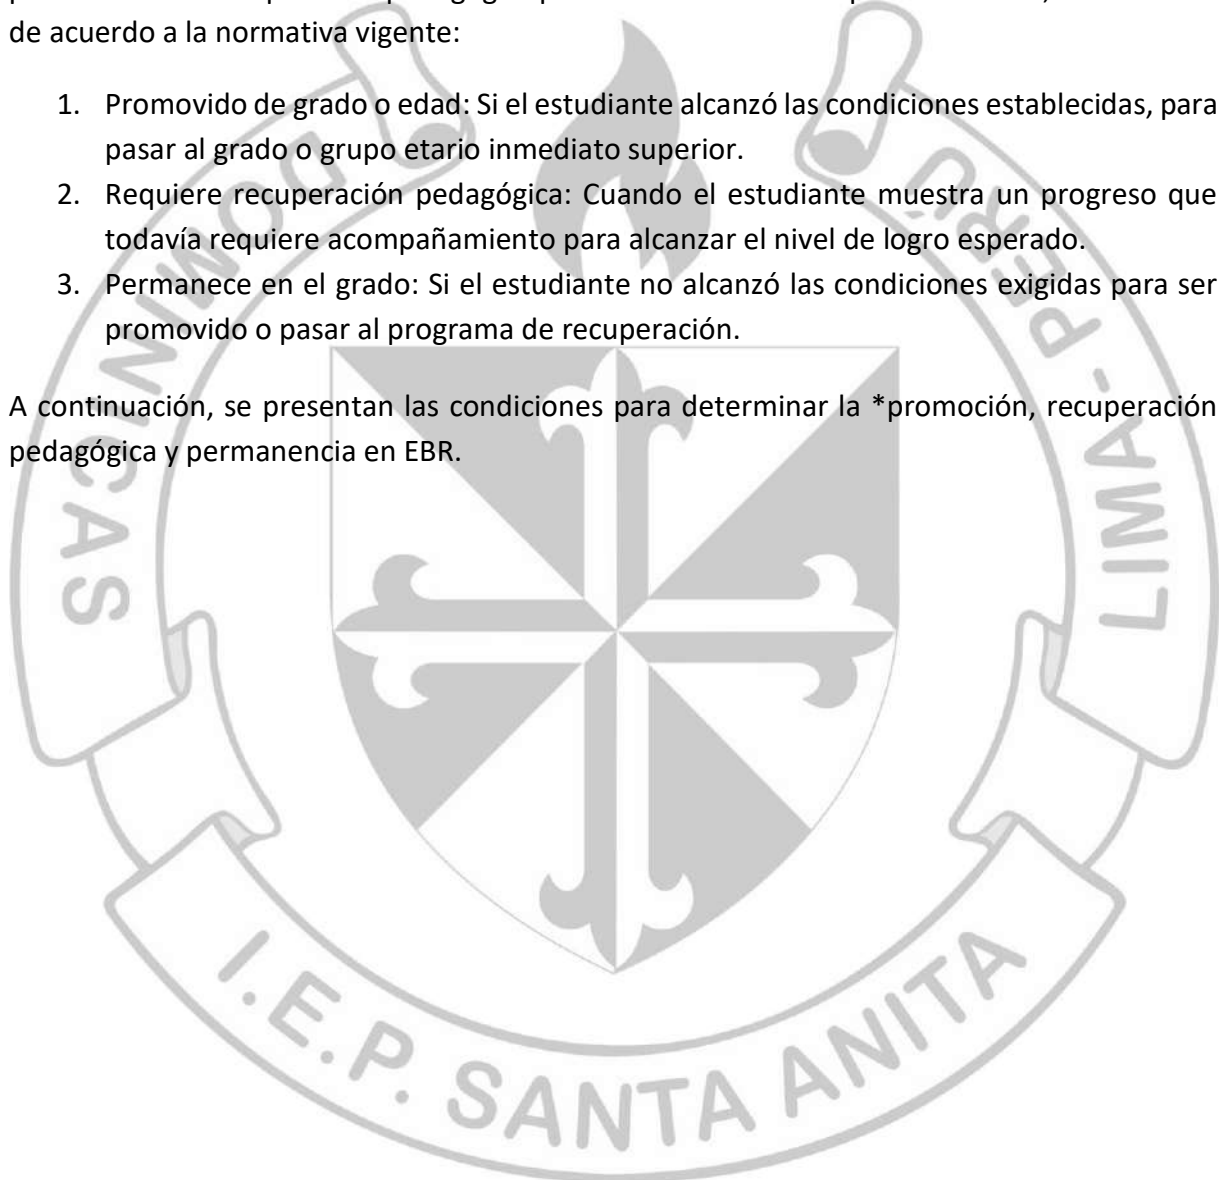 de acuerdo a la normativa vigente:
1. Promovido de grado o edad: Si el estudiante alcanzó las condiciones establecidas, para
pasar al grado o grupo etario inmediato superior.
2. Requiere recuperación pedagógica: Cuando el estudiante muestra un progreso que
todavía requiere acompañamiento para alcanzar el nivel de logro esperado.
3. Permanece en el grado: Si el estudiante no alcanzó las condiciones exigidas para ser
promovido o pasar al programa de recuperación.
A continuación, se presentan las condiciones para determinar la *promoción, recuperación
pedagógica y permanencia en EBR.
DOMINICAS
LIMA - PERÚ
I.E.P. SANTA ANITA